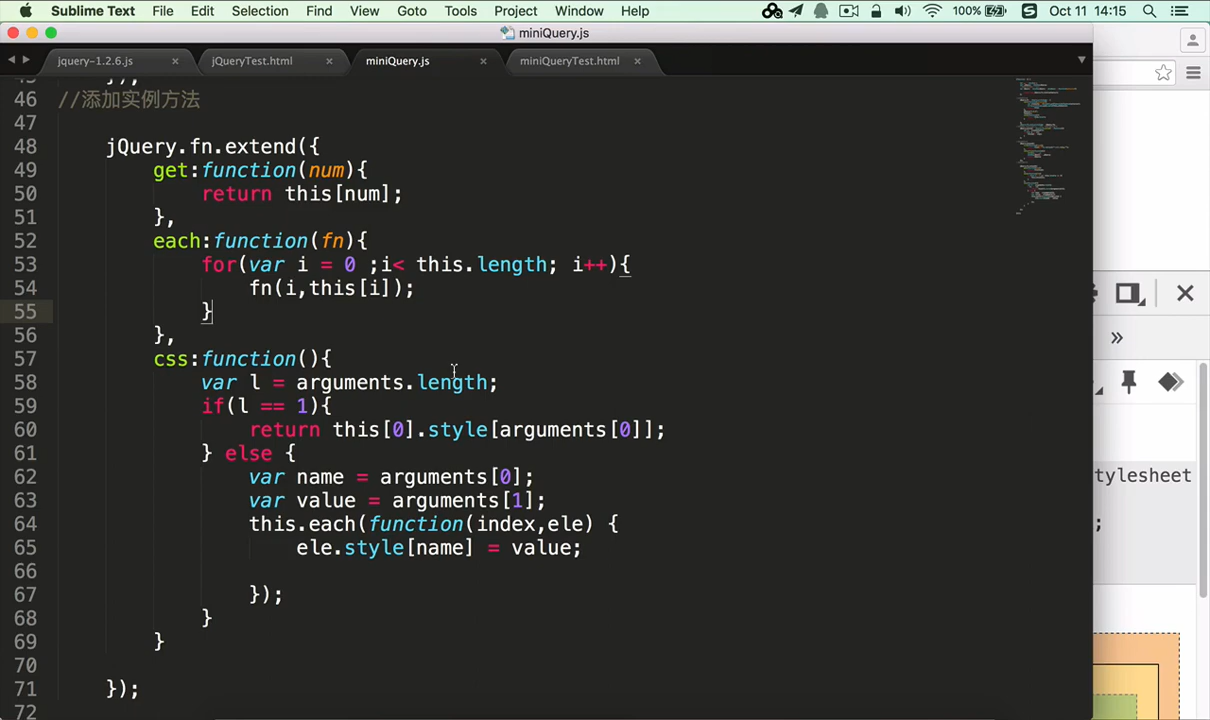 Sublime Text File Edit Selection Find View Goto Tools Project Window Help 100% Oct 11 14:15
miniQuery.js
jquery-1.2.6.js × jQueryTest.html × miniQuery.js × miniQueryTest.html ×
46 //添加实例方法
47
48 jQuery.fn.extend({
49 get:function(num){
50 return this[num];
51 },
52 each:function(fn){
53 for(var i = 0 ;i< this.length; i++){
54 fn(i,this[i]);
55 }
56 },
57 css:function(){
58 var l = arguments.length;
59 if(l == 1){
60 return this[0].style[arguments[0]];
61 } else {
62 var name = arguments[0];
63 var value = arguments[1];
64 this.each(function(index,ele) {
65 ele.style[name] = value;
66
67 });
68 }
69 }
70
71 });
72
»
tylesheet
;